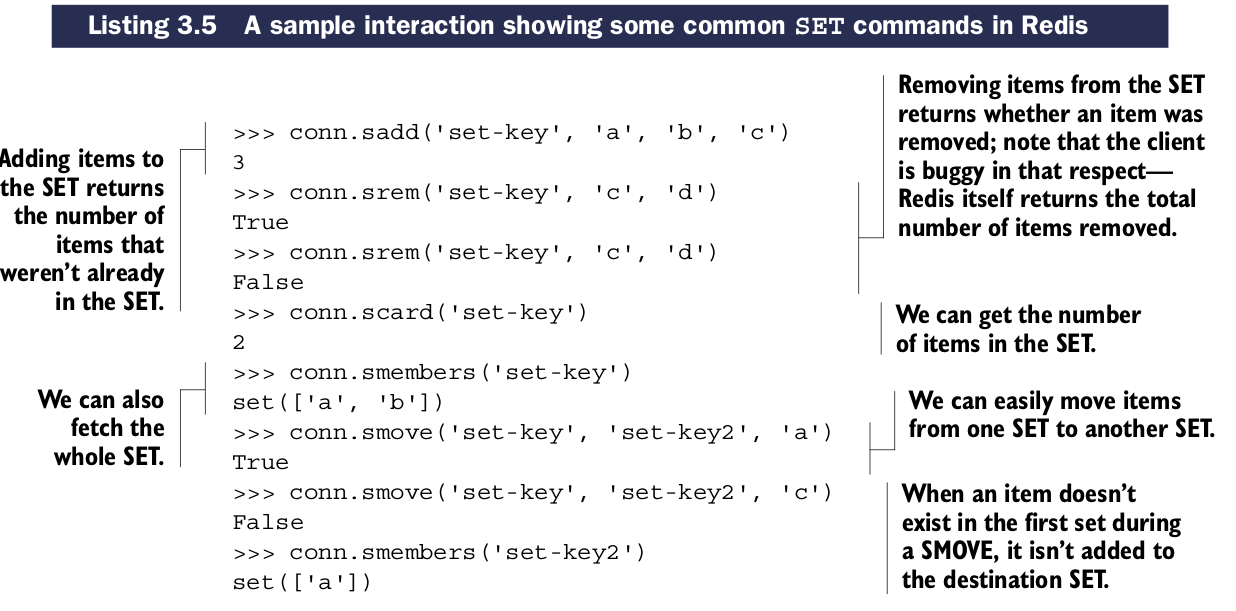 Listing 3.5 A sample interaction showing some common SET commands in Redis
Adding items to
the SET returns
the number of
items that
weren't already
in the SET.
We can also
fetch the
whole SET.
>>> conn.sadd('set-key', 'a', 'b', 'c')
3
>>> conn.srem('set-key', 'c', 'd')
True
>>> conn.srem('set-key', 'c', 'd')
False
>>> conn.scard('set-key')
2
>>> conn.smembers('set-key')
set(['a', 'b'])
>>> conn.smove('set-key', 'set-key2', 'a')
True
>>> conn.smove('set-key', 'set-key2', 'c')
False
>>> conn.smembers('set-key2')
set(['a'])
Removing items from the SET
returns whether an item was
removed; note that the client
is buggy in that respect—
Redis itself returns the total
number of items removed.
We can get the number
of items in the SET.
We can easily move items
from one SET to another SET.
When an item doesn't
exist in the first set during
a SMOVE, it isn't added to
the destination SET.